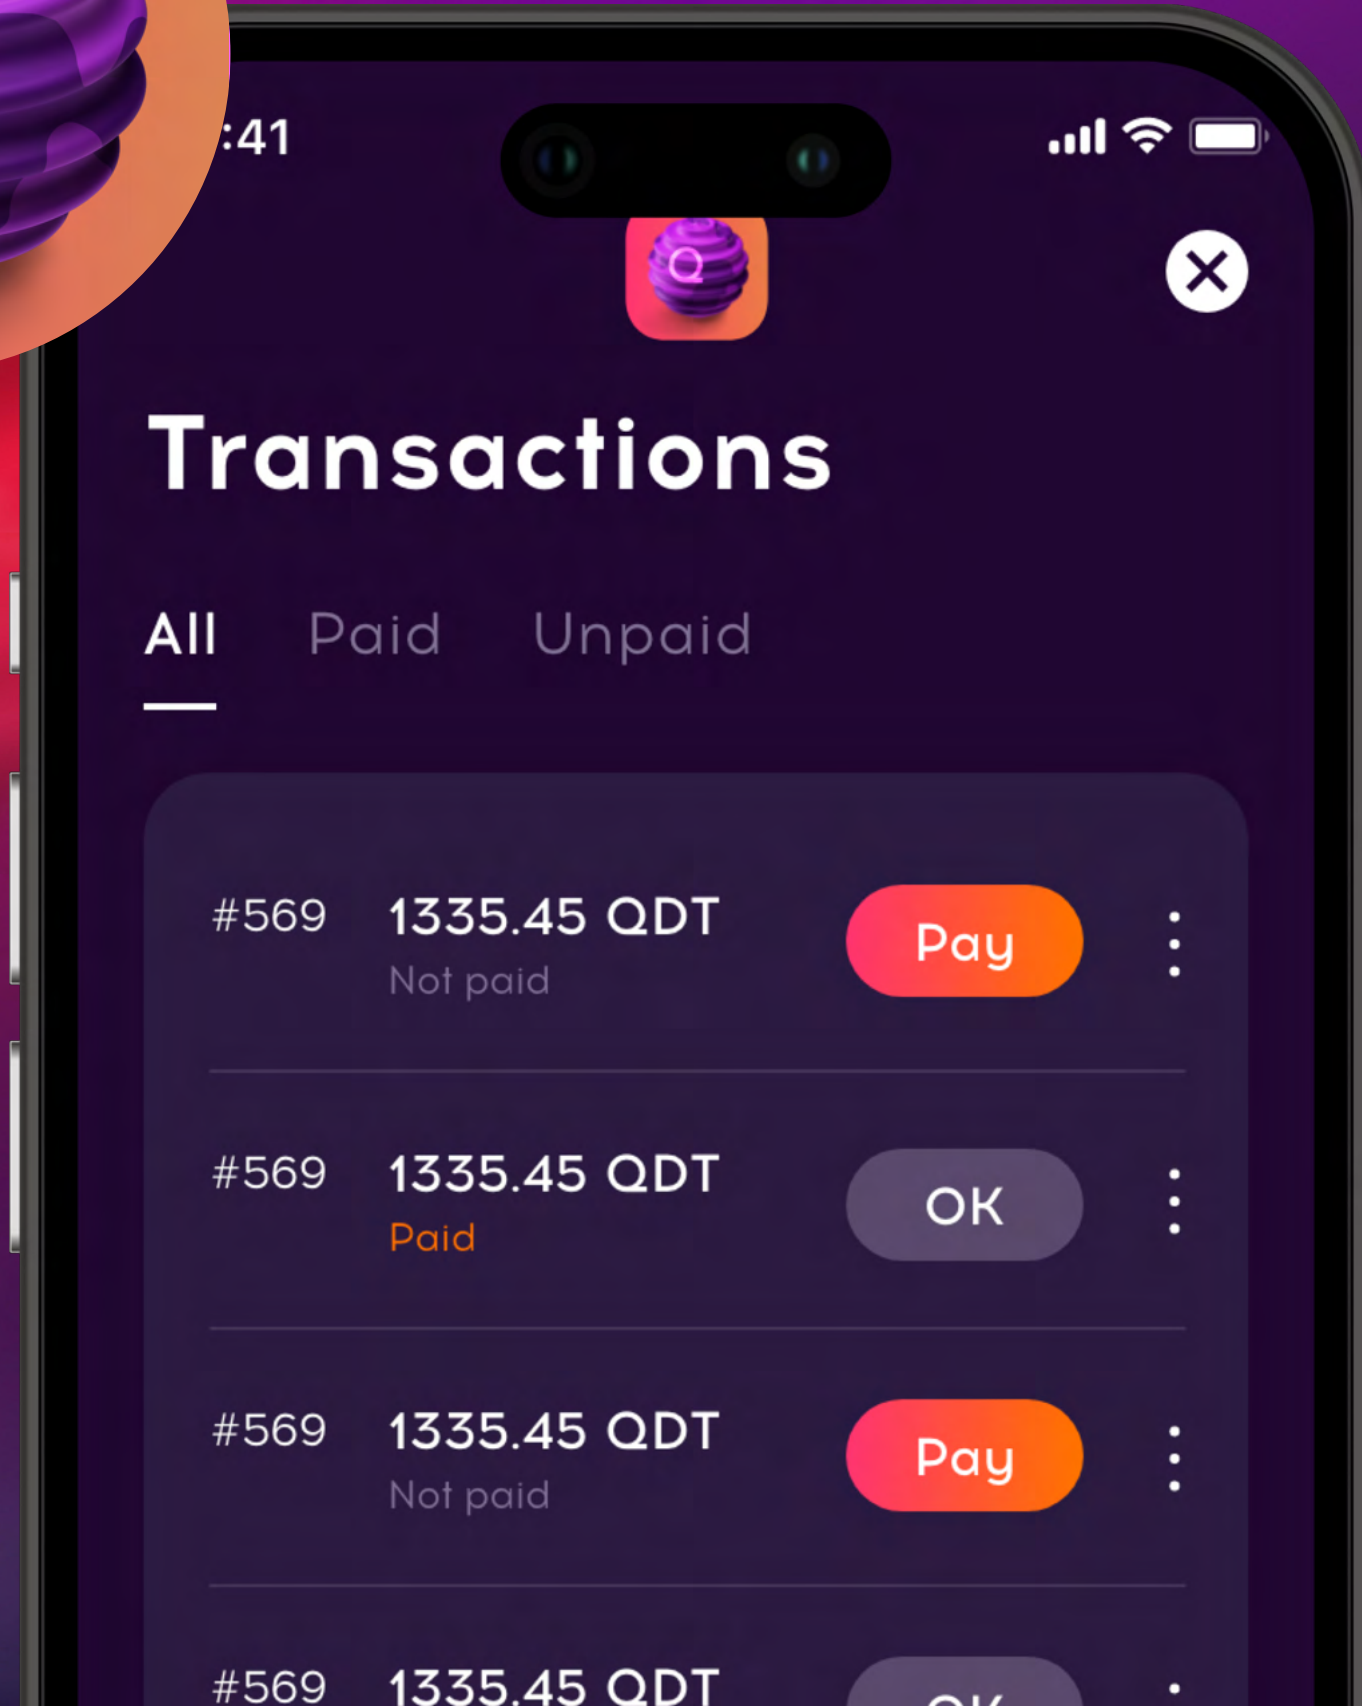 :41
Q
Transactions
All Paid Unpaid
#569 1335.45 QDT Pay
Not paid
#569 1335.45 QDT OK
Paid
#569 1335.45 QDT Pay
Not paid
#569 1335.45 QDT OK